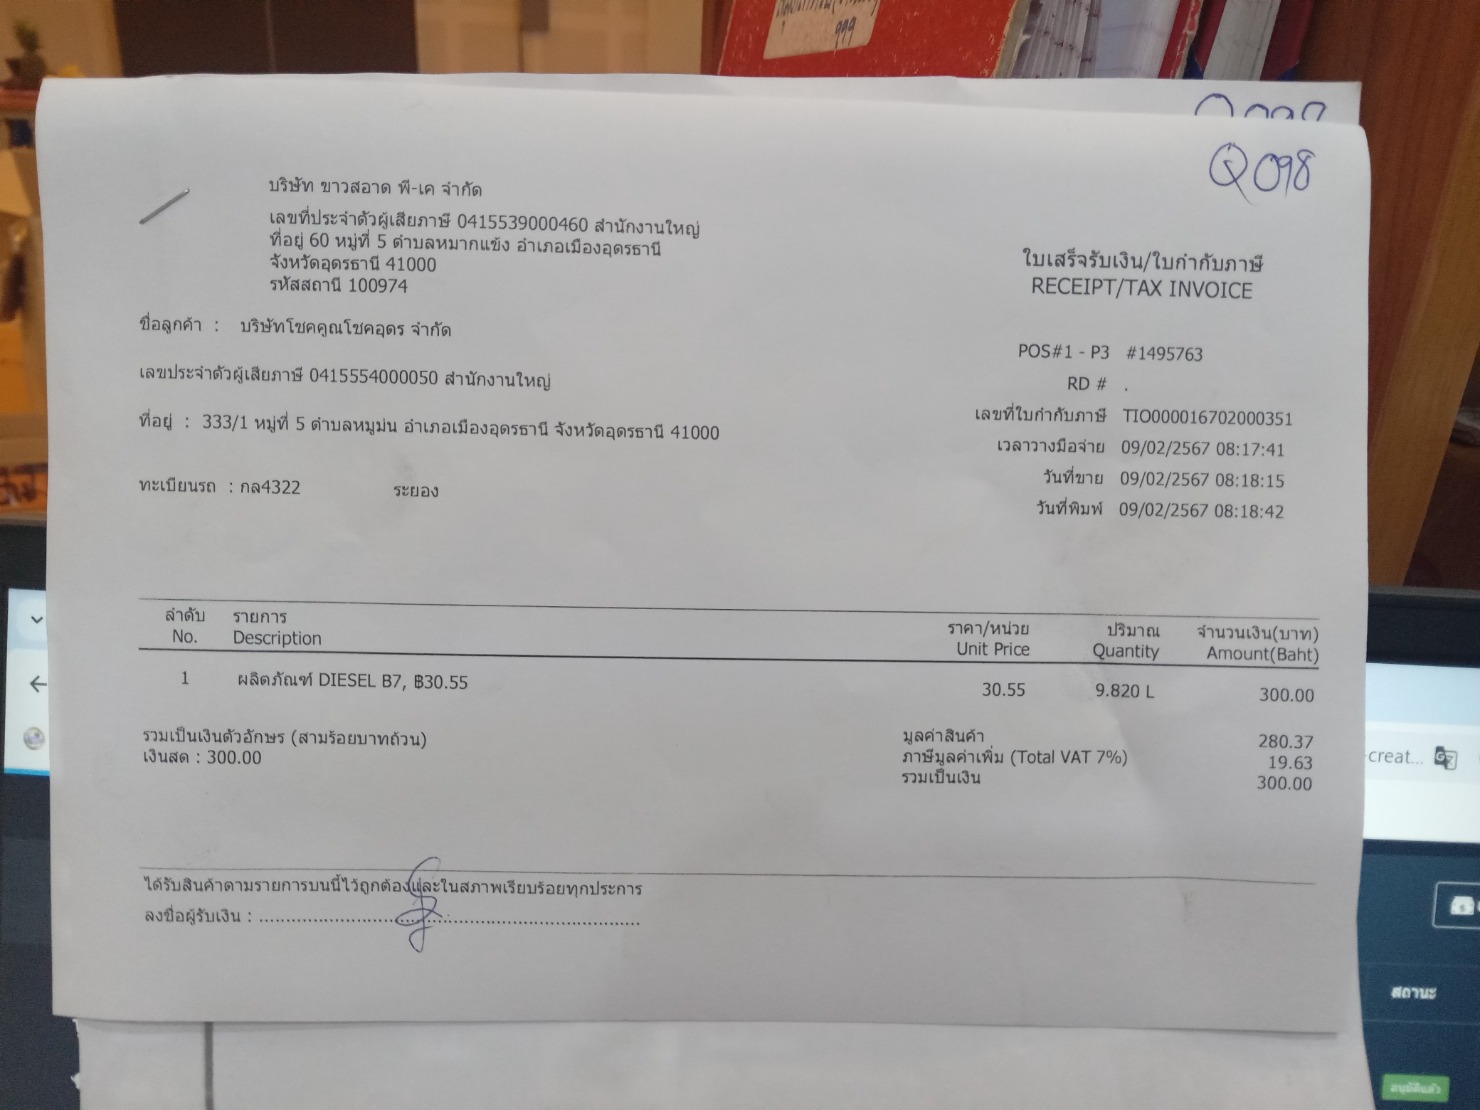 999
Q098
บริษัท ขาวสอาด พี-เค จำกัด
เลขที่ประจำตัวผู้เสียภาษี 0415539000460 สำนักงานใหญ่
ที่อยู่ 60 หมู่ที่ 5 ตำบลหมากแข้ง อำเภอเมืองอุดรธานี
จังหวัดอุดรธานี 41000
รหัสสถานี 100974
ใบเสร็จรับเงิน/ใบกำกับภาษี
RECEIPT/TAX INVOICE
ชื่อลูกค้า : บริษัทโชคคูณโชคอุดร จำกัด
เลขประจำตัวผู้เสียภาษี 0415554000050 สำนักงานใหญ่
ที่อยู่ : 333/1 หมู่ที่ 5 ตำบลหมูม่น อำเภอเมืองอุดรธานี จังหวัดอุดรธานี 41000
ทะเบียนรถ : กล4322 ระยอง
POS#1 - P3 #1495763
RD # .
เลขที่ใบกำกับภาษี TIO000016702000351
เวลาวางมือจ่าย 09/02/2567 08:17:41
วันที่ขาย 09/02/2567 08:18:15
วันที่พิมพ์ 09/02/2567 08:18:42
ลำดับ รายการ ราคา/หน่วย ปริมาณ จำนวนเงิน(บาท)
No. Description Unit Price Quantity Amount(Baht)
1 ผลิตภัณฑ์ DIESEL B7, ฿30.55 30.55 9.820 L 300.00
รวมเป็นเงินตัวอักษร (สามร้อยบาทถ้วน)
เงินสด : 300.00
มูลค่าสินค้า 280.37
ภาษีมูลค่าเพิ่ม (Total VAT 7%) 19.63
รวมเป็นเงิน 300.00
ได้รับสินค้าตามรายการบนนี้ไว้ถูกต้องและในสภาพเรียบร้อยทุกประการ
ลงชื่อผู้รับเงิน : ........................................................................
-creat...
สถานะ
อนุมัติแล้ว